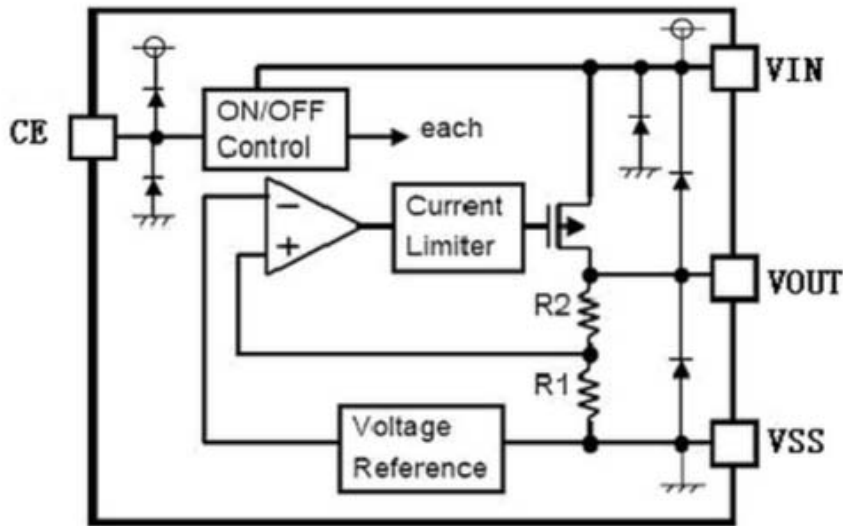 VIN
CE
ON/OFF
Control
each
−
+
Current
Limiter
VOUT
R2
R1
Voltage
Reference
VSS